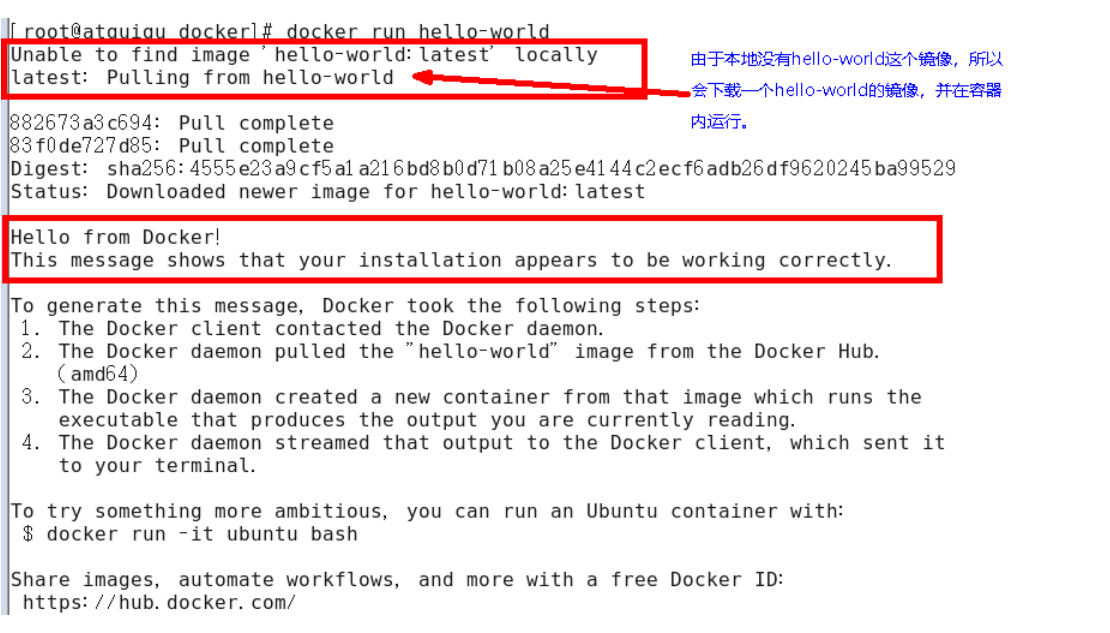 [root@atguigu docker]# docker run hello-world
Unable to find image 'hello-world:latest' locally
latest: Pulling from hello-world
由于本地没有hello-world这个镜像，所以
会下载一个hello-world的镜像，并在容器
内运行。
882673a3c694: Pull complete
83f0de727d85: Pull complete
Digest: sha256:4555e23a9cf5a1a216bd8b0d71b08a25e4144c2ecf6adb26df9620245ba99529
Status: Downloaded newer image for hello-world:latest
Hello from Docker!
This message shows that your installation appears to be working correctly.
To generate this message, Docker took the following steps:
1. The Docker client contacted the Docker daemon.
2. The Docker daemon pulled the "hello-world" image from the Docker Hub.
(amd64)
3. The Docker daemon created a new container from that image which runs the
executable that produces the output you are currently reading.
4. The Docker daemon streamed that output to the Docker client, which sent it
to your terminal.
To try something more ambitious, you can run an Ubuntu container with:
$ docker run -it ubuntu bash
Share images, automate workflows, and more with a free Docker ID:
https://hub.docker.com/